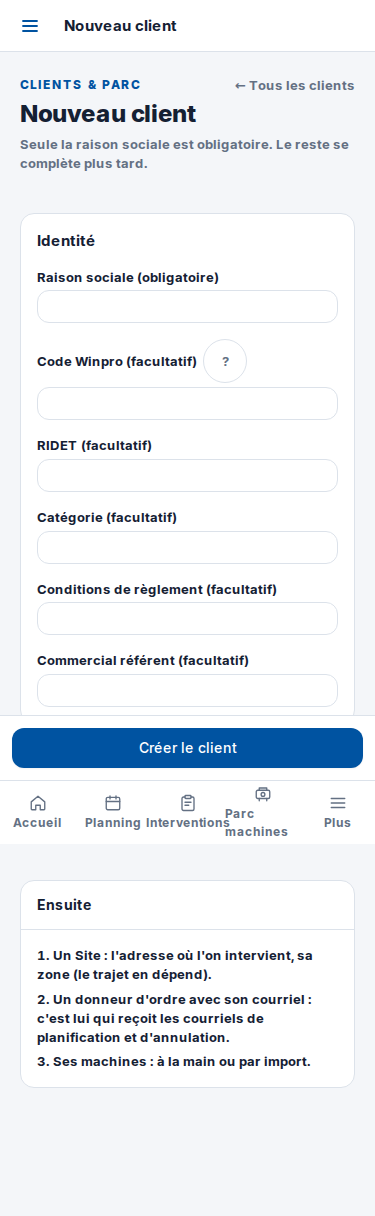 Nouveau client
CLIENTS & PARC
← Tous les clients
Nouveau client
Seule la raison sociale est obligatoire. Le reste se
complète plus tard.
Identité
Raison sociale (obligatoire)
Code Winpro (facultatif)
?
RIDET (facultatif)
Catégorie (facultatif)
Conditions de règlement (facultatif)
Commercial référent (facultatif)
Créer le client
Accueil
Planning
Interventions
Parc
machines
Plus
Ensuite
1. Un Site : l'adresse où l'on intervient, sa
zone (le trajet en dépend).
2. Un donneur d'ordre avec son courriel :
c'est lui qui reçoit les courriels de
planification et d'annulation.
3. Ses machines : à la main ou par import.